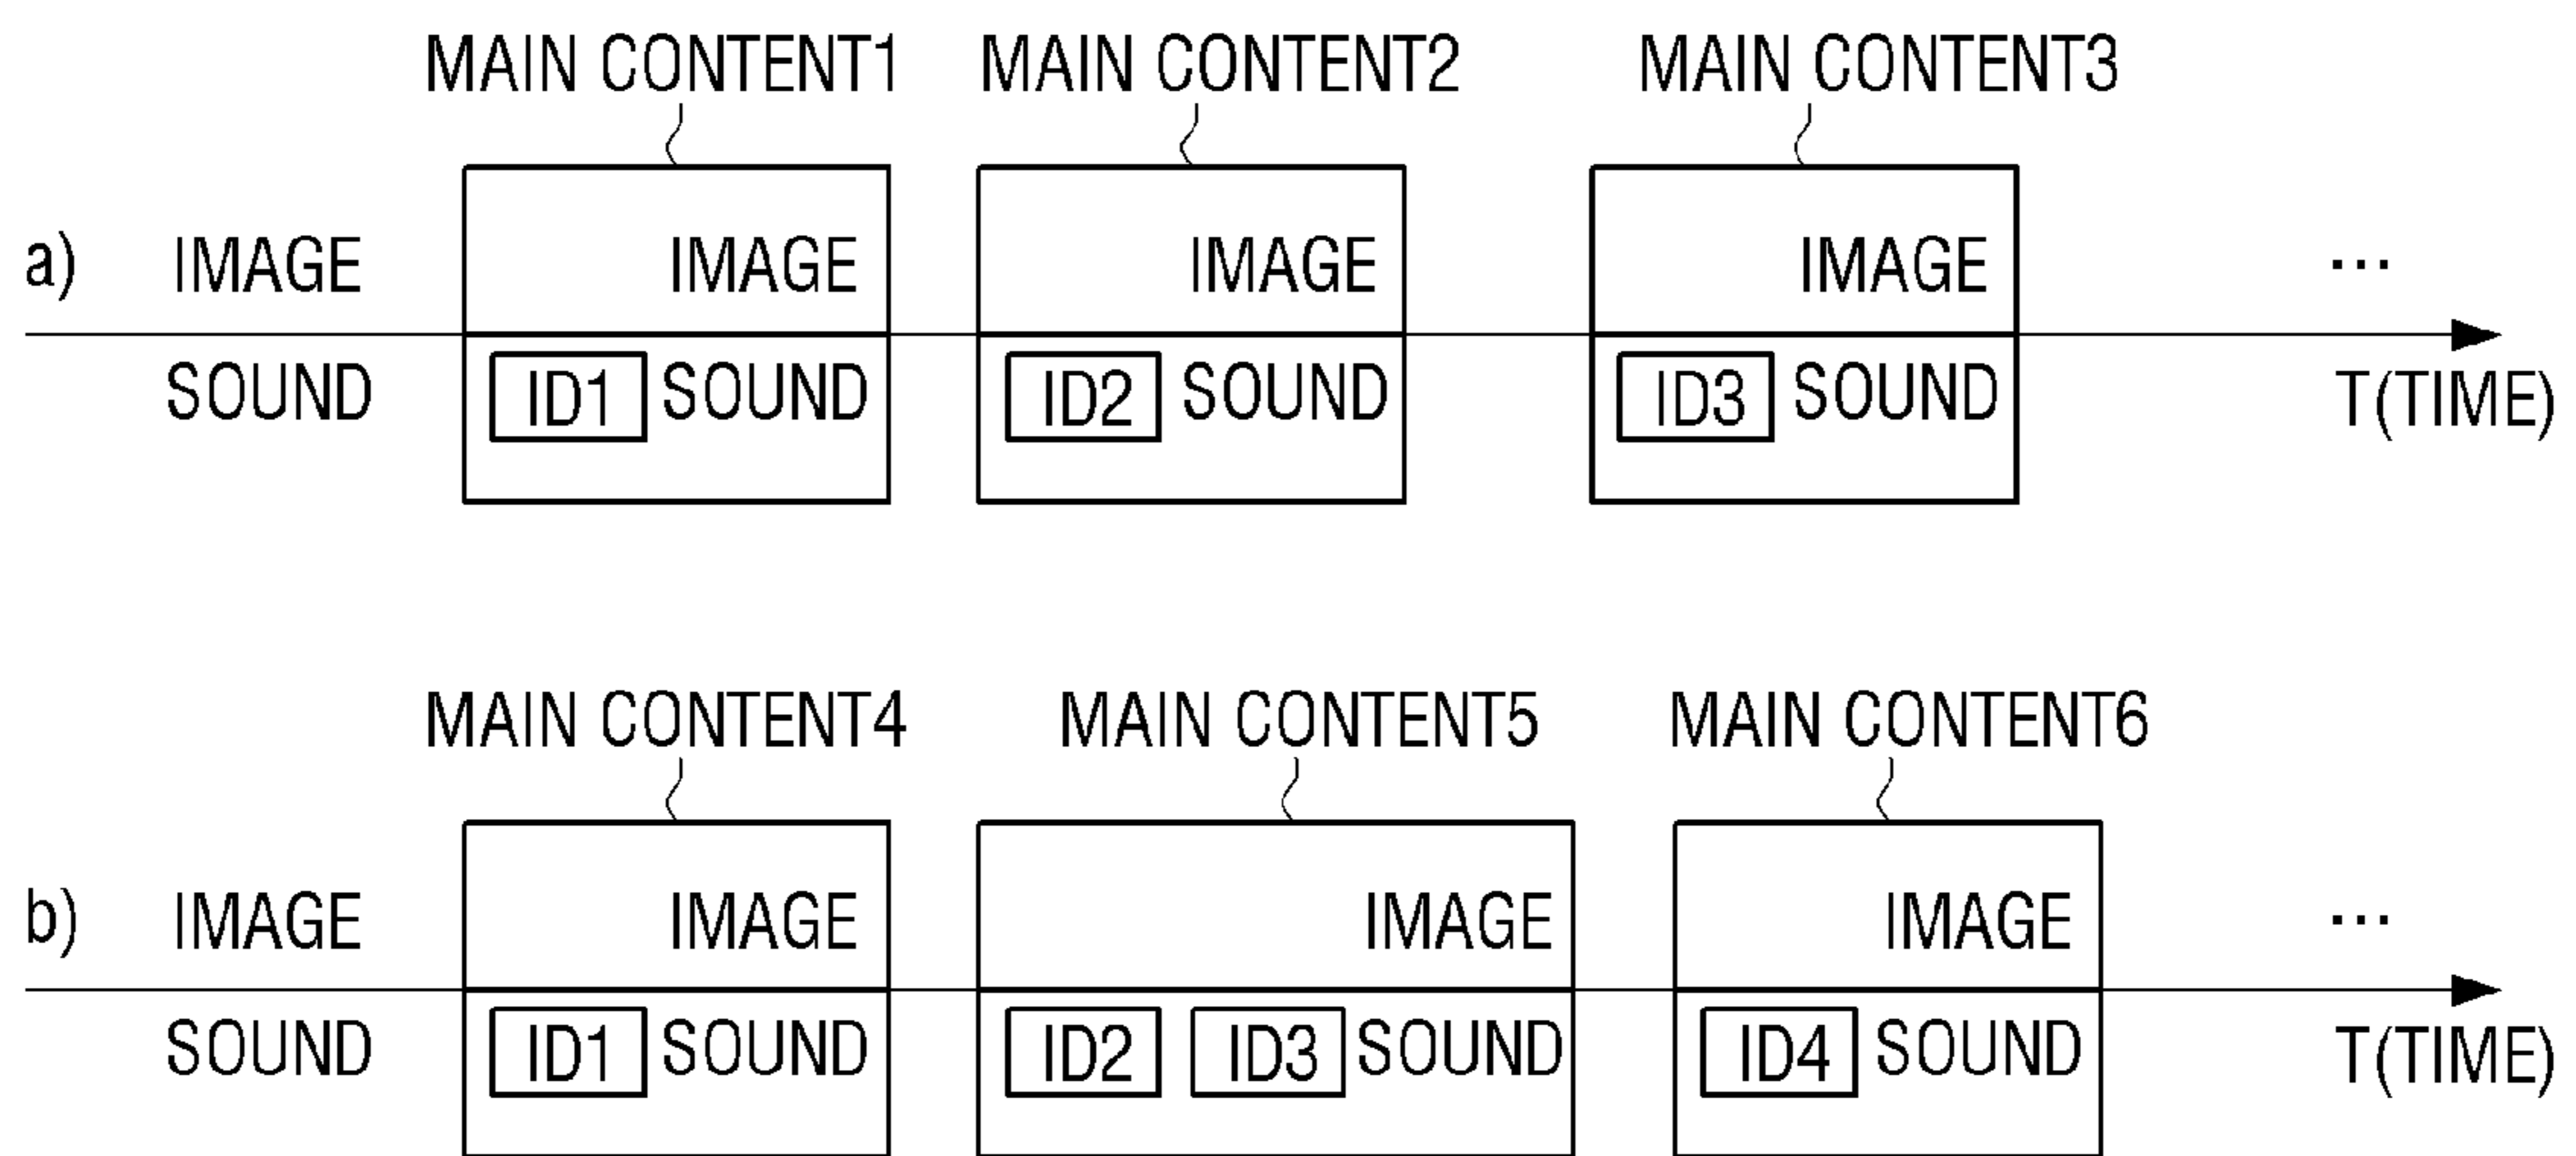 MAIN CONTENT1 MAIN CONTENT2 MAIN CONTENT3
a) IMAGE IMAGE IMAGE IMAGE ...
SOUND ID1 SOUND ID2 SOUND ID3 SOUND T(TIME)
MAIN CONTENT4 MAIN CONTENT5 MAIN CONTENT6
b) IMAGE IMAGE IMAGE IMAGE ...
SOUND ID1 SOUND ID2 ID3 SOUND ID4 SOUND T(TIME)